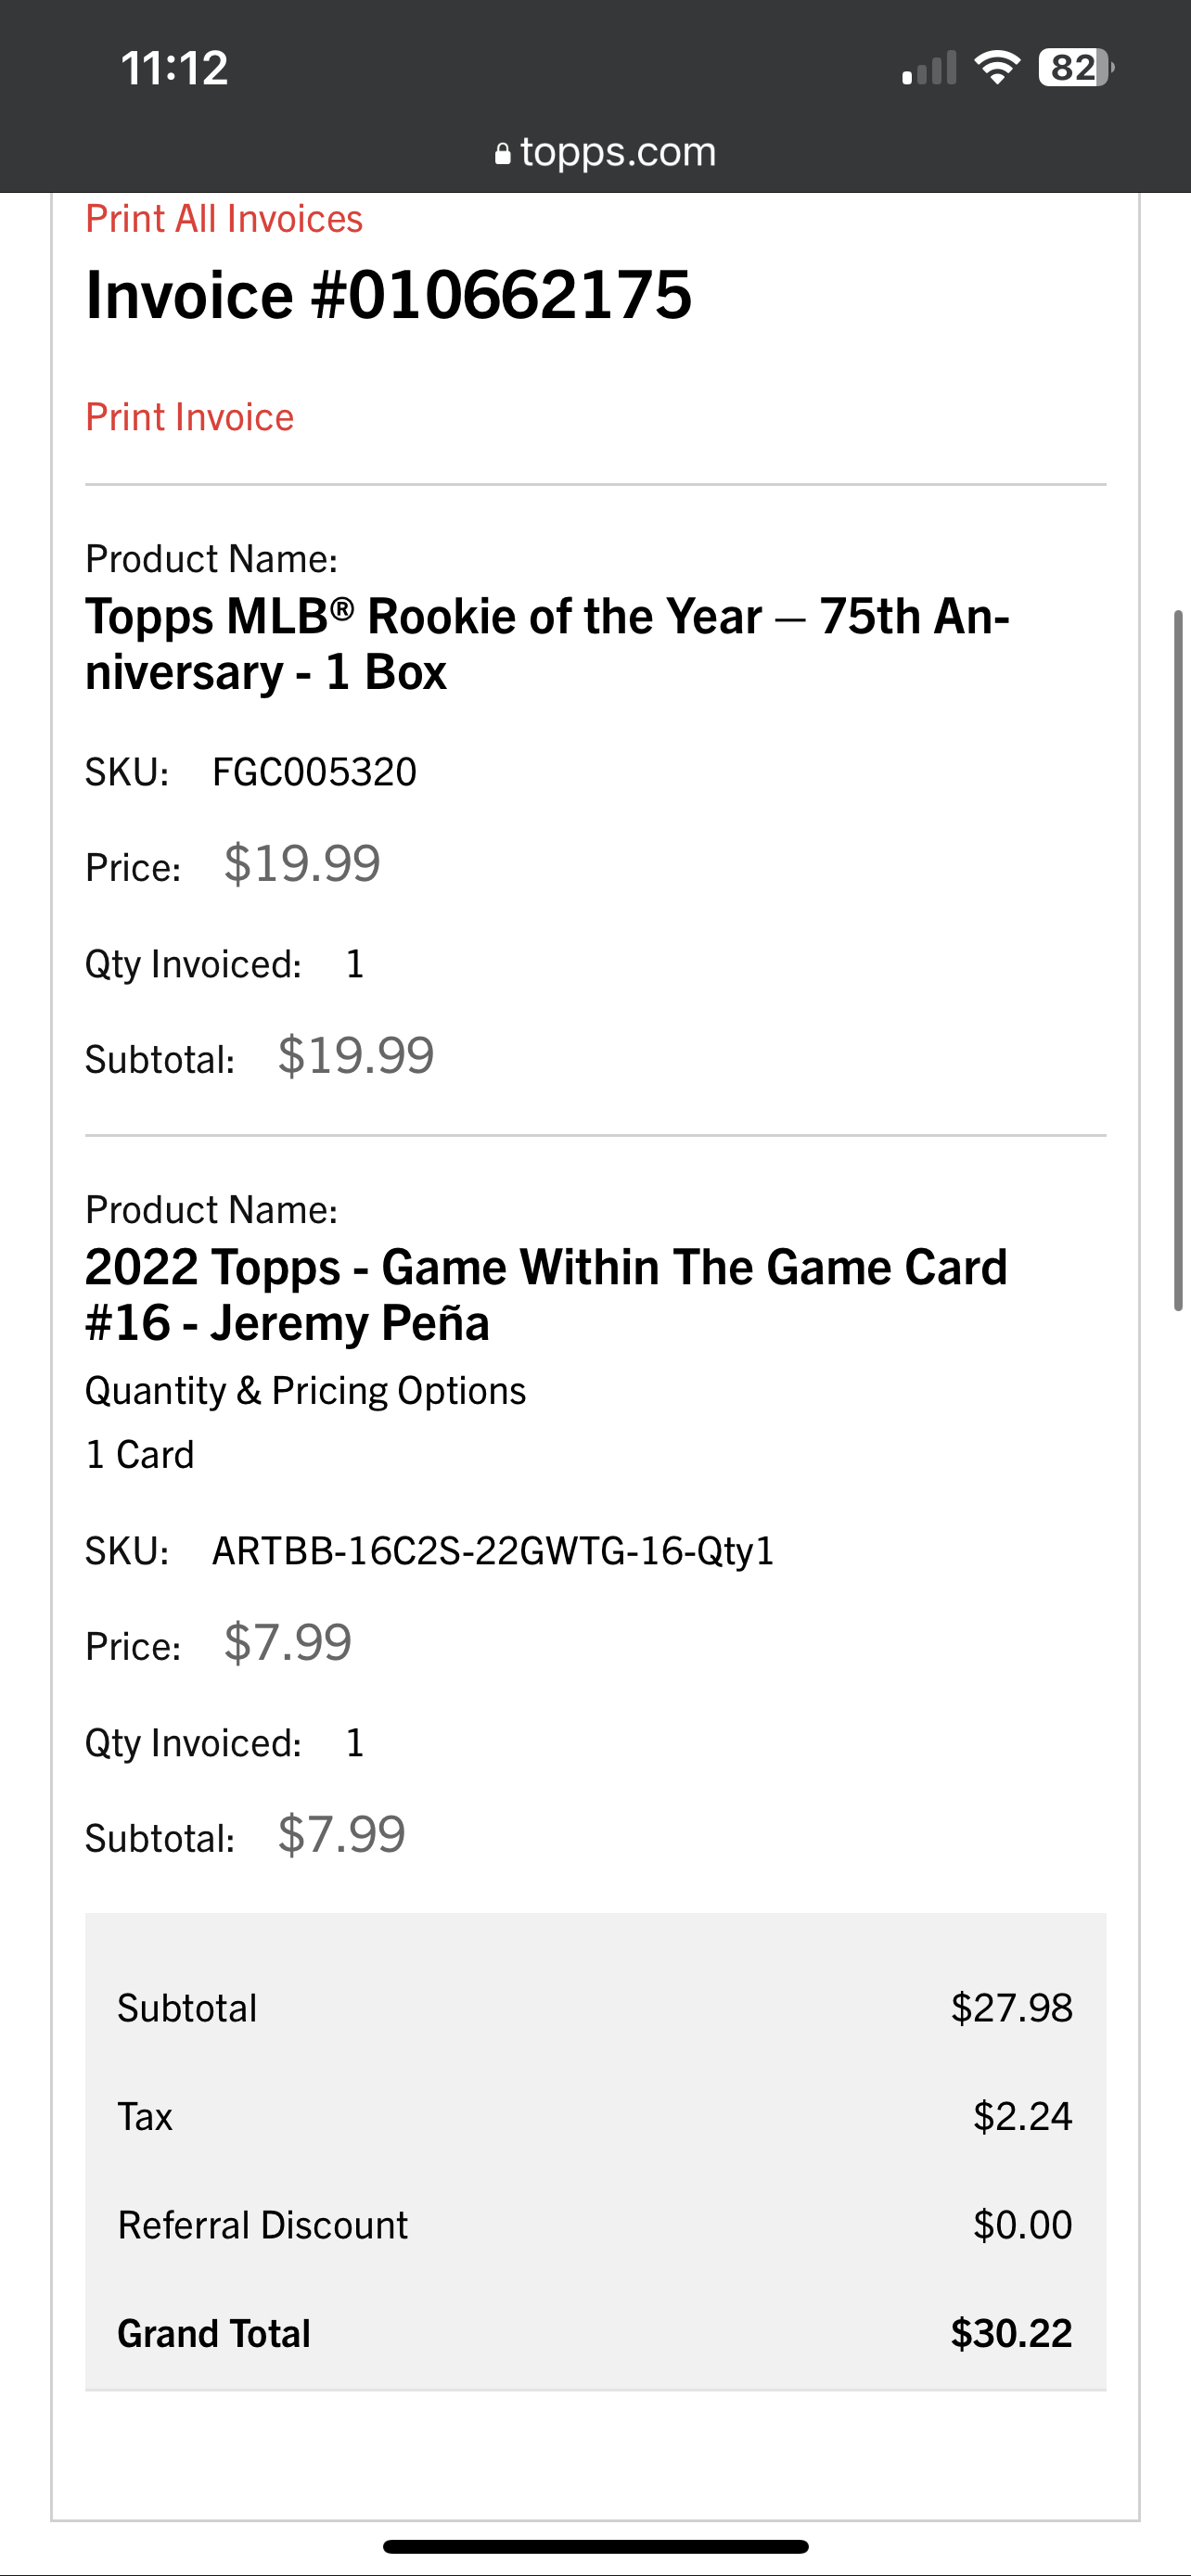 11:12
82
topps.com
Print All Invoices
Invoice #010662175
Print Invoice
Product Name:
Topps MLB® Rookie of the Year – 75th An-
niversary - 1 Box
SKU: FGC005320
Price: $19.99
Qty Invoiced: 1
Subtotal: $19.99
Product Name:
2022 Topps - Game Within The Game Card
#16 - Jeremy Peña
Quantity & Pricing Options
1 Card
SKU: ARTBB-16C2S-22GWTG-16-Qty1
Price: $7.99
Qty Invoiced: 1
Subtotal: $7.99
Subtotal $27.98
Tax $2.24
Referral Discount $0.00
Grand Total $30.22